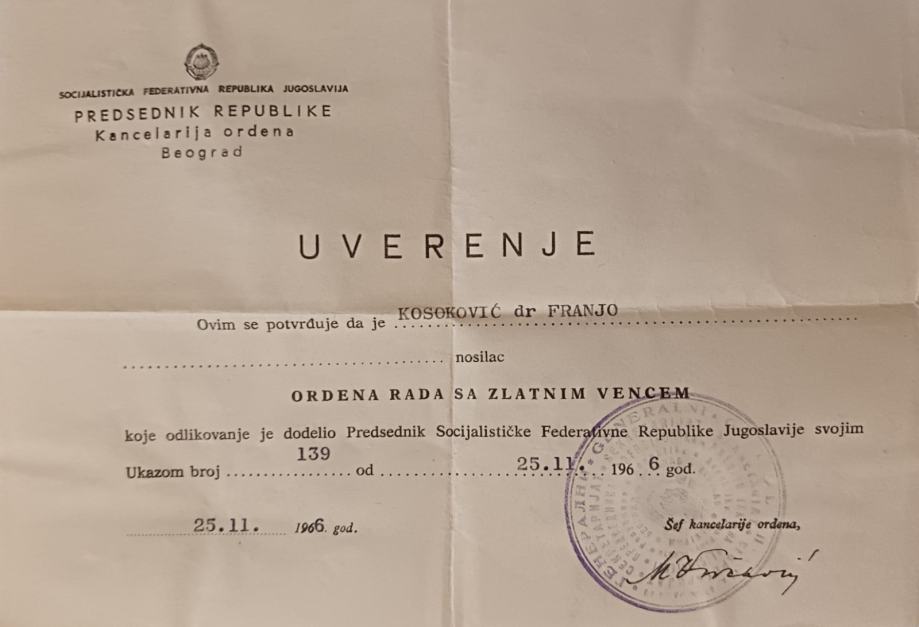 SOCIJALISTIČKA FEDERATIVNA REPUBLIKA JUGOSLAVIJA
PREDSEDNIK REPUBLIKE
Kancelarija ordena
Beograd
UVERENJE
Ovim se potvrđuje da je KOSOKOVIĆ dr FRANJO
nosilac
ORDENA RADA SA ZLATNIM VENCEM
koje odlikovanje je dodelio Predsednik Socijalističke Federativne Republike Jugoslavije svojim
Ukazom broj 139 od 25.11. 1966 god.
25.11. 1966. god.
Šef kancelarije ordena,
GENERALNI
ГЕНЕРАЛНИ